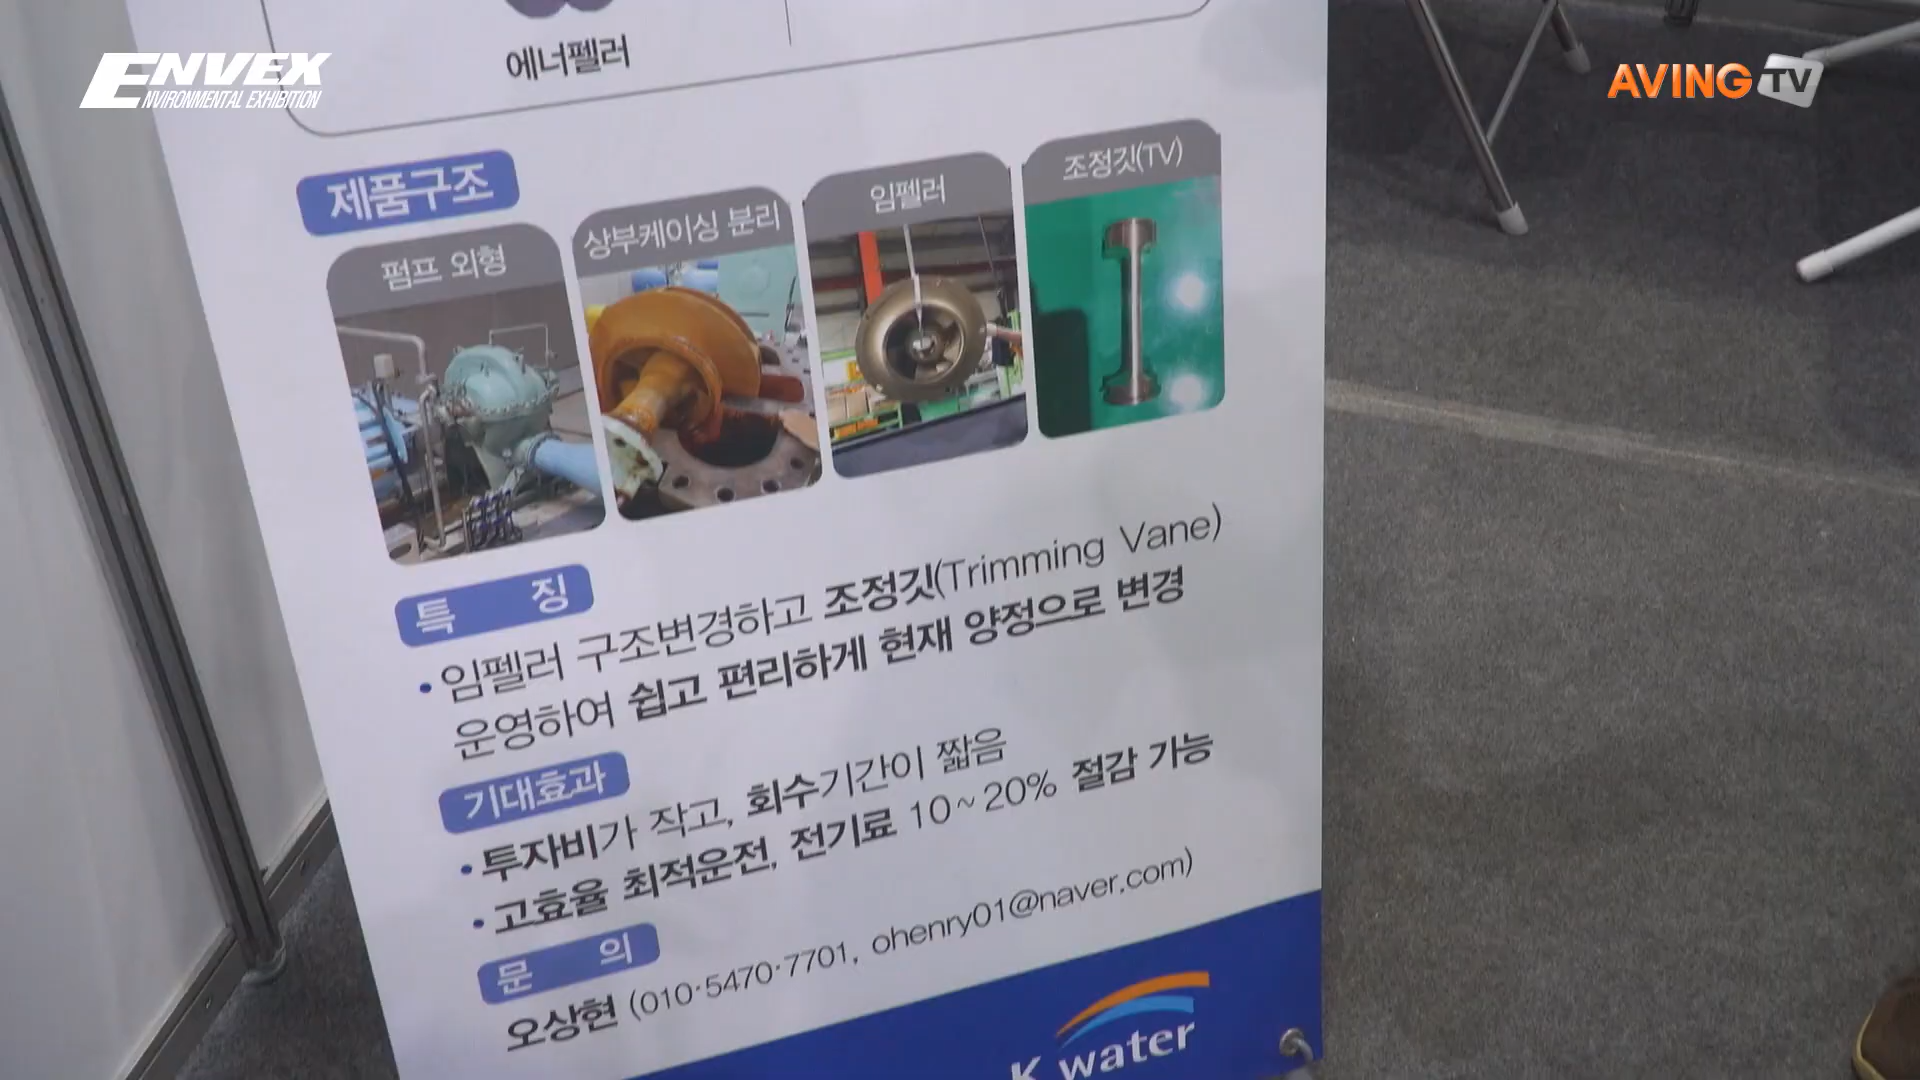 ENVEX
ENVIRONMENTAL EXHIBITION
AVING TV
에너펠러
제품구조
펌프 외형
상부케이싱 분리
임펠러
조정깃(TV)
특 징
• 임펠러 구조변경하고 조정깃(Trimming Vane)
운영하여 쉽고 편리하게 현재 양정으로 변경
기대효과
• 투자비가 작고, 회수기간이 짧음
• 고효율 최적운전, 전기료 10~20% 절감 가능
문 의
오상현 (010·5470·7701, ohenry01@naver.com)
K water